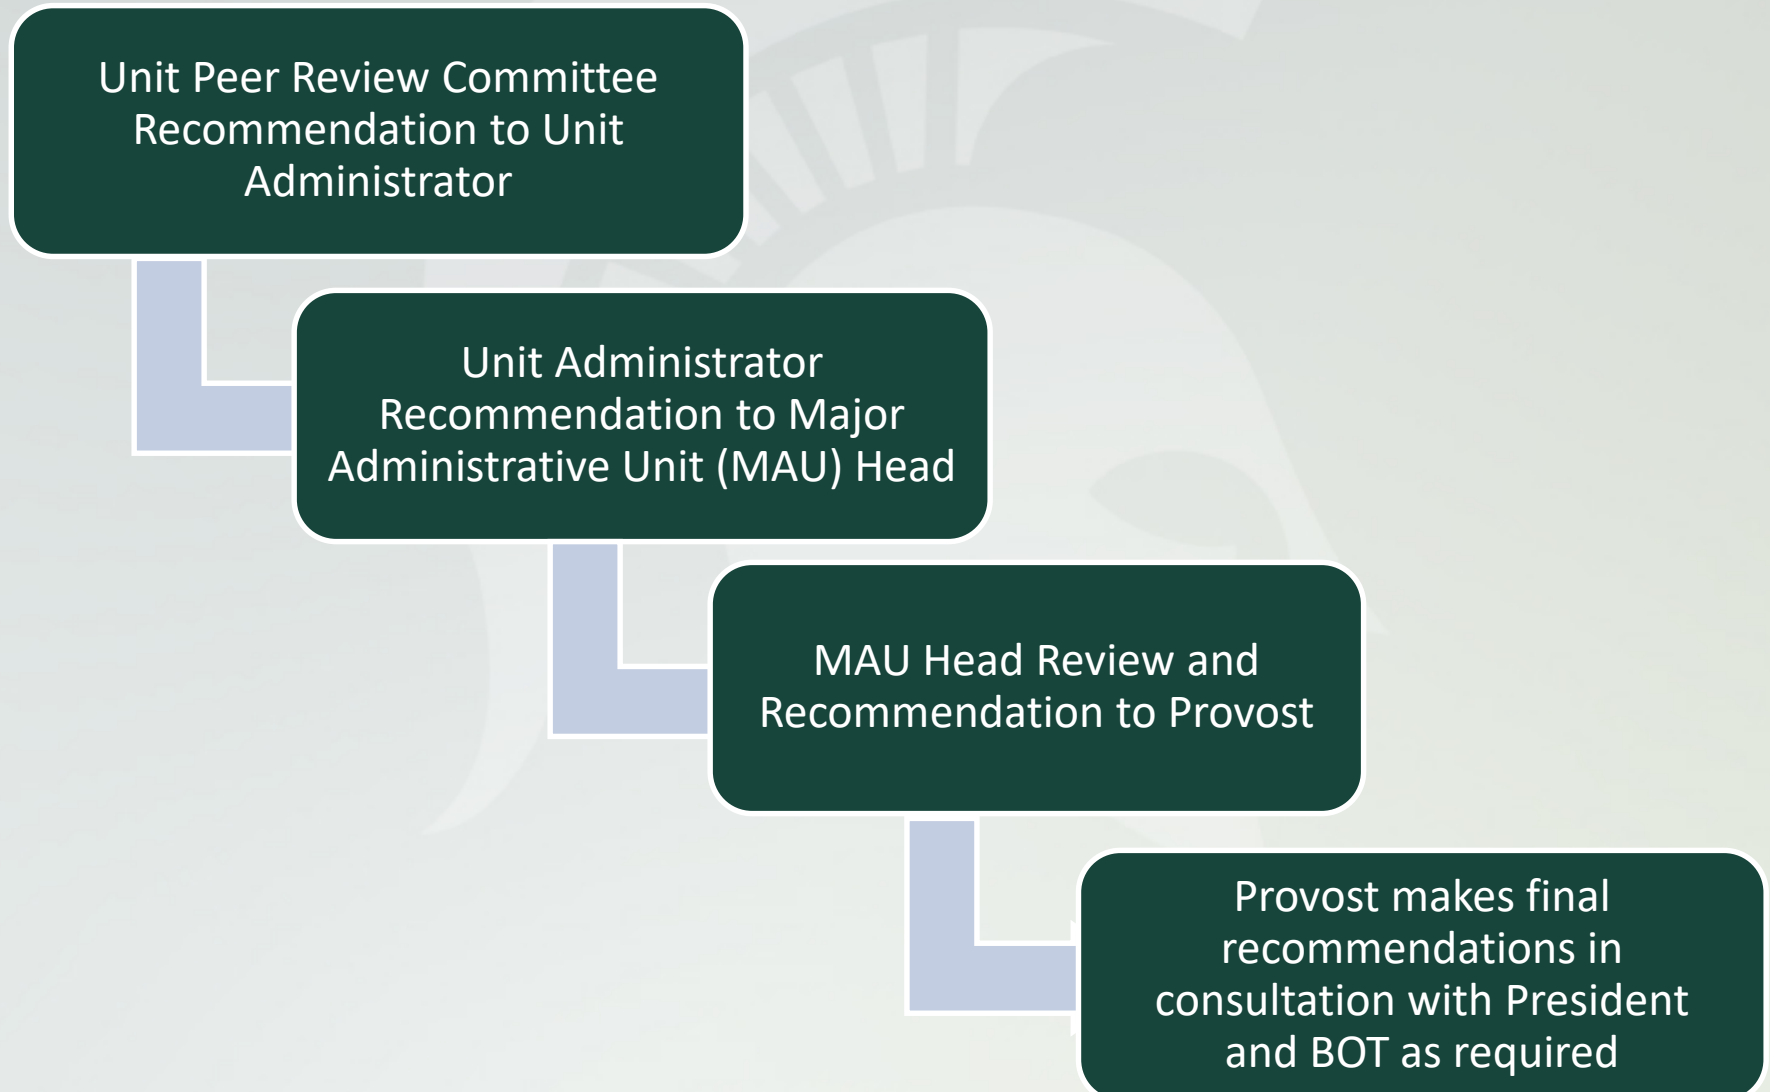 Unit Peer Review Committee
Recommendation to Unit
Administrator
Unit Administrator
Recommendation to Major
Administrative Unit (MAU) Head
MAU Head Review and
Recommendation to Provost
Provost makes final
recommendations in
consultation with President
and BOT as required